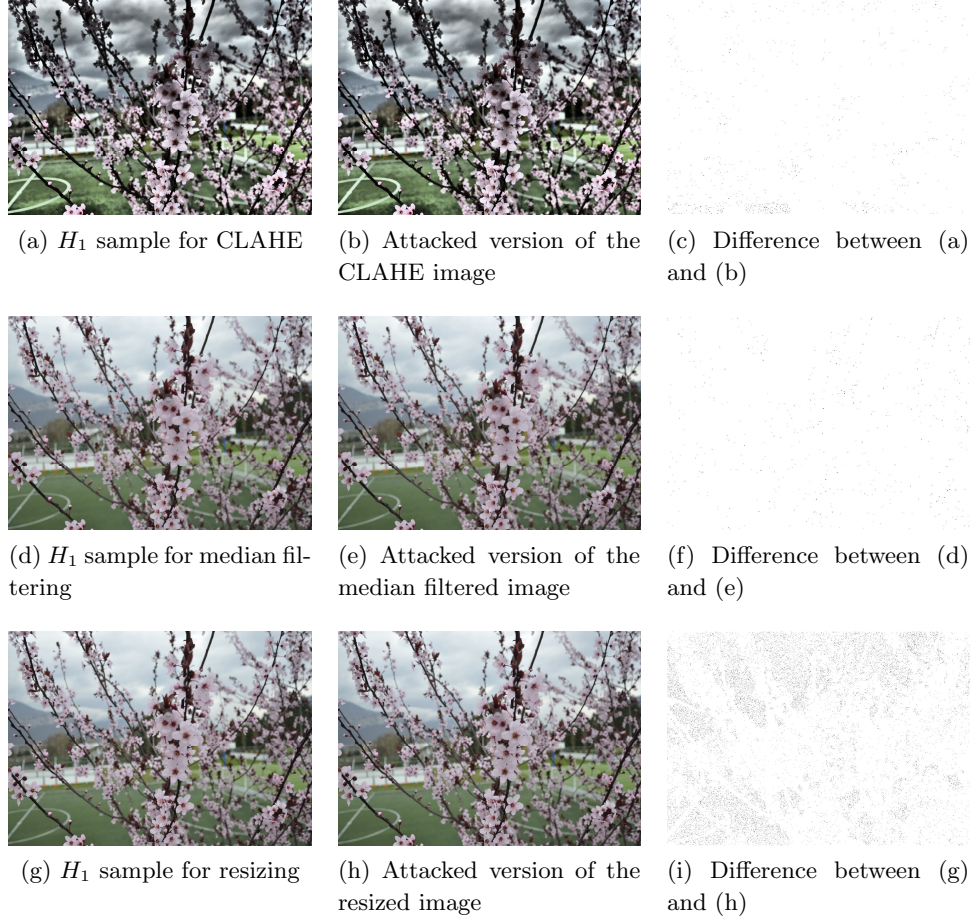 (a) H₁ sample for CLAHE
(b) Attacked version of the
CLAHE image
(c) Difference between (a)
and (b)
(d) H₁ sample for median fil-
tering
(e) Attacked version of the
median filtered image
(f) Difference between (d)
and (e)
(g) H₁ sample for resizing
(h) Attacked version of the
resized image
(i) Difference between (g)
and (h)